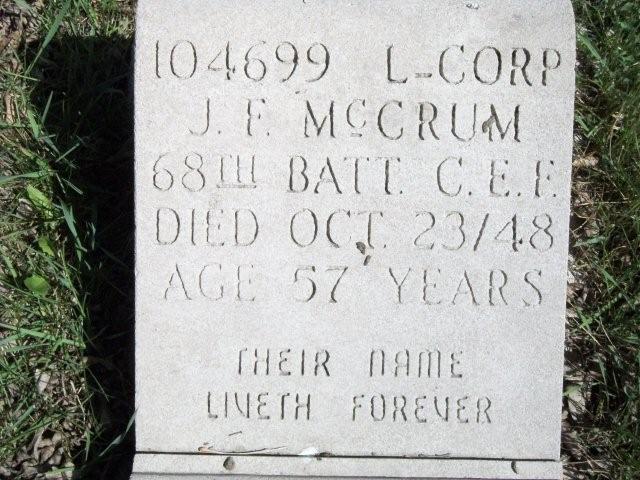 104699 L-CORP
J. F. McCRUM
68TH BATT. C.E.F.
DIED OCT. 23/48
AGE 57 YEARS
THEIR NAME
LIVETH FOREVER